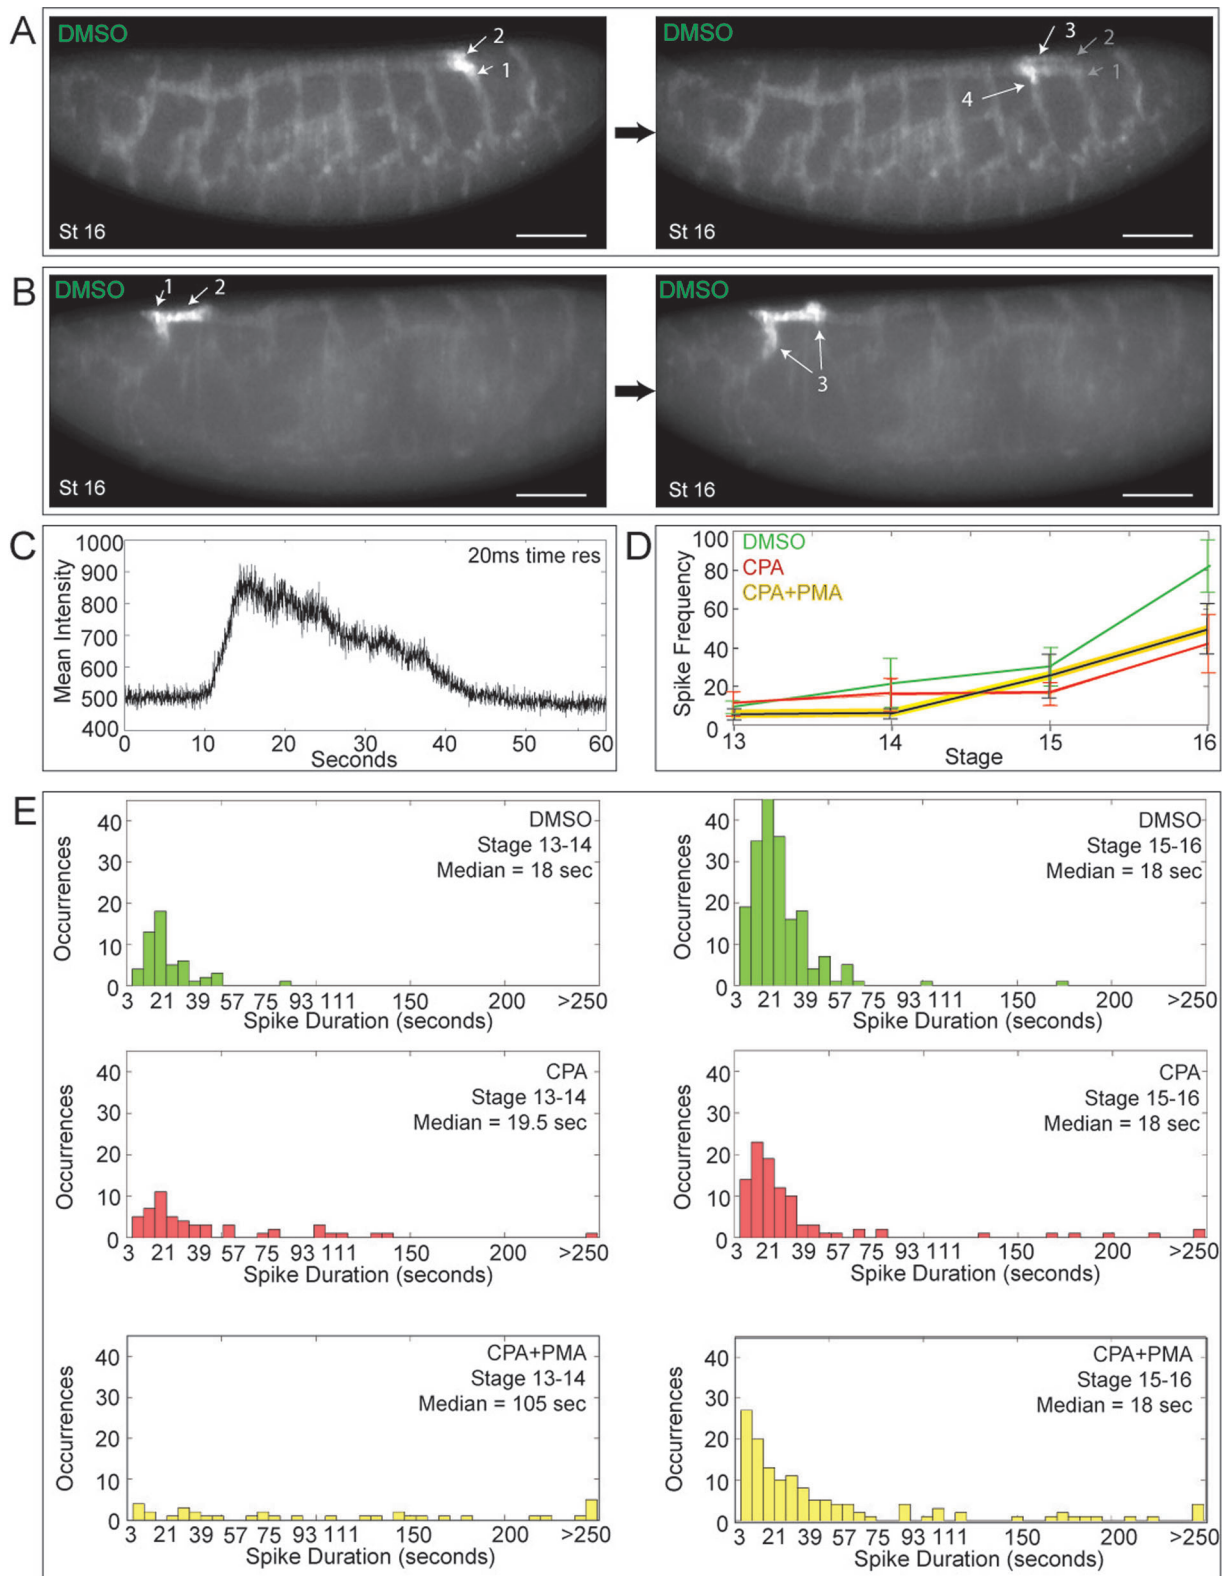 A
DMSO
2
1
St 16
DMSO
3
2
1
4
St 16
B
DMSO
1
2
St 16
DMSO
3
St 16
C
1000
900
800
700
600
500
400
Mean Intensity
20ms time res
0 10 20 30 40 50 60
Seconds
D
100
80
60
40
20
0
Spike Frequency
DMSO
CPA
CPA+PMA
13 14 15 16
Stage
E
DMSO
Stage 13-14
Median = 18 sec
Occurrences
40
30
20
10
0
3 21 39 57 75 93 111 150 200 >250
Spike Duration (seconds)
DMSO
Stage 15-16
Median = 18 sec
Occurrences
40
30
20
10
0
3 21 39 57 75 93 111 150 200 >250
Spike Duration (seconds)
CPA
Stage 13-14
Median = 19.5 sec
Occurrences
40
30
20
10
0
3 21 39 57 75 93 111 150 200 >250
Spike Duration (seconds)
CPA
Stage 15-16
Median = 18 sec
Occurrences
40
30
20
10
0
3 21 39 57 75 93 111 150 200 >250
Spike Duration (seconds)
CPA+PMA
Stage 13-14
Median = 105 sec
Occurrences
40
30
20
10
0
3 21 39 57 75 93 111 150 200 >250
Spike Duration (seconds)
CPA+PMA
Stage 15-16
Median = 18 sec
Occurrences
40
30
20
10
0
3 21 39 57 75 93 111 150 200 >250
Spike Duration (seconds)